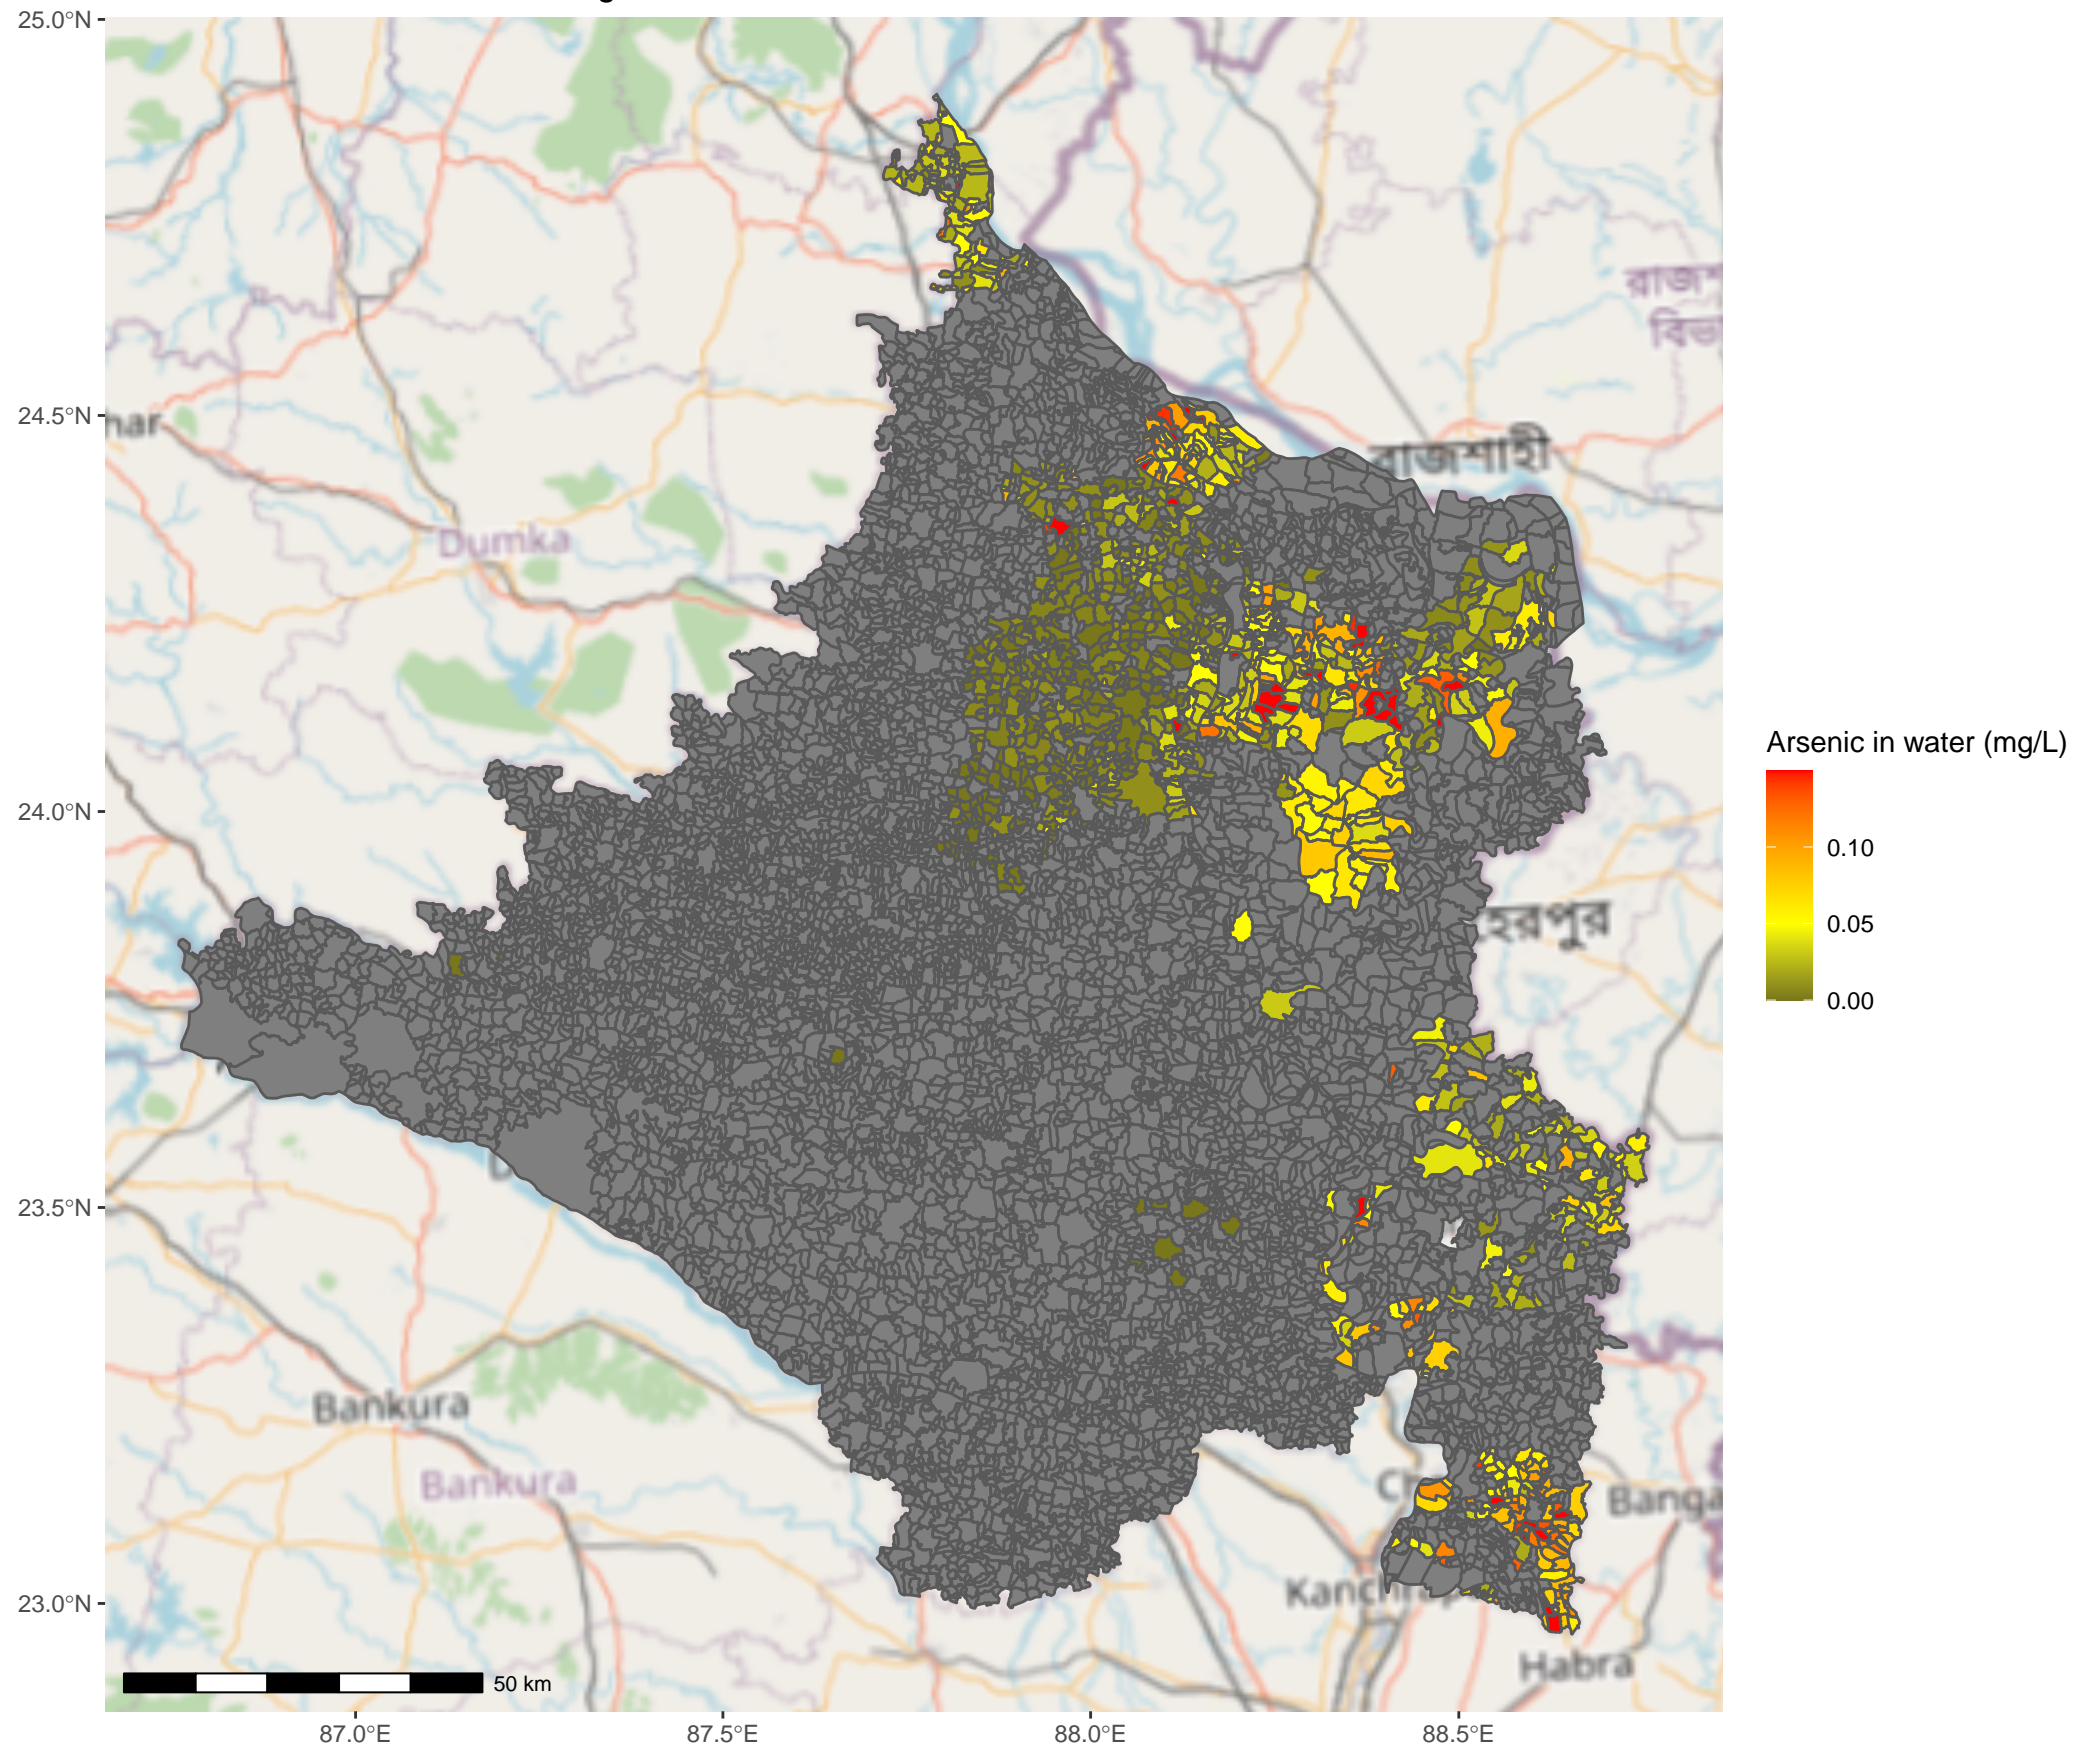 25.0°N
24.5°N
24.0°N
23.5°N
23.0°N
87.0°E
87.5°E
88.0°E
88.5°E
50 km
Arsenic in water (mg/L)
0.10
0.05
0.00
রাজশাহী
Dumka
Bankura
Bankura
Habra